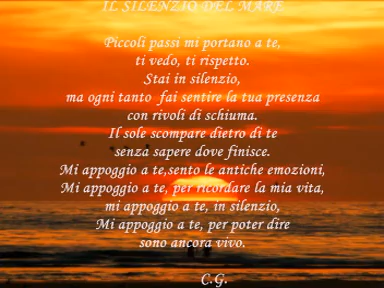 IL SILENZIO DEL MARE
Piccoli passi mi portano a te,
ti vedo, ti rispetto.
Stai in silenzio,
ma ogni tanto fai sentire la tua presenza
con rivoli di schiuma.
Il sole scompare dietro di te
senza sapere dove finisce.
Mi appoggio a te,sento le antiche emozioni,
Mi appoggio a te, per ricordare la mia vita,
mi appoggio a te, in silenzio,
Mi appoggio a te, per poter dire
sono ancora vivo.
C.G.